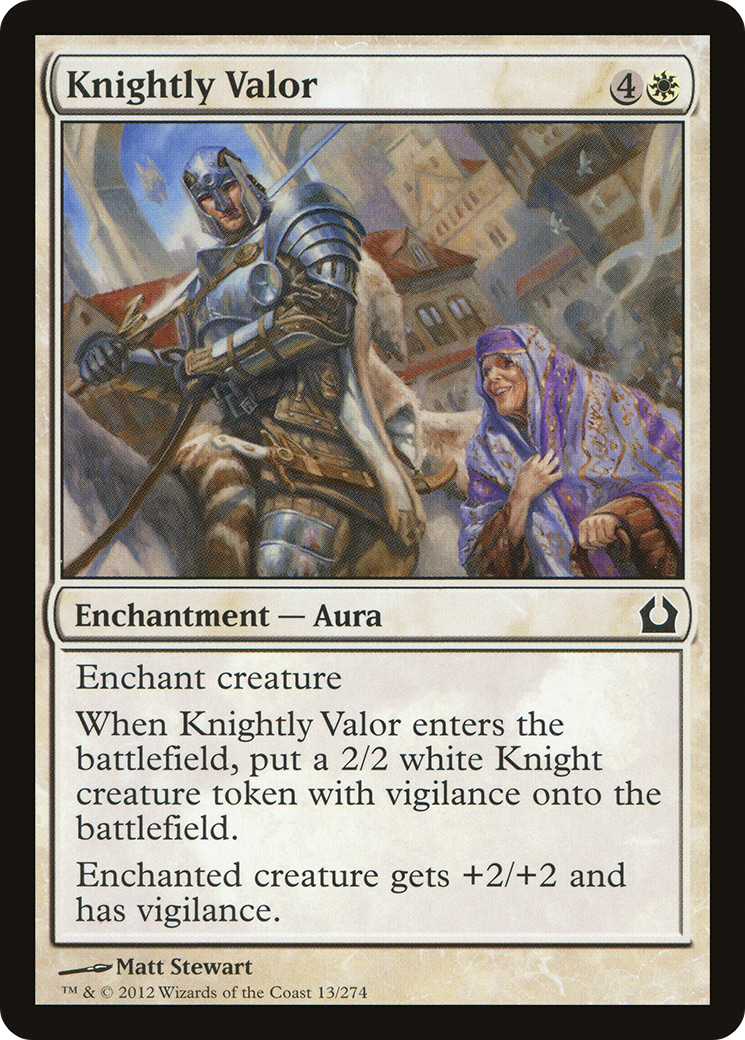 Knightly Valor 4
Enchantment — Aura
Enchant creature
When Knightly Valor enters the
battlefield, put a 2/2 white Knight
creature token with vigilance onto the
battlefield.
Enchanted creature gets +2/+2 and
has vigilance.
Matt Stewart
™ & © 2012 Wizards of the Coast 13/274